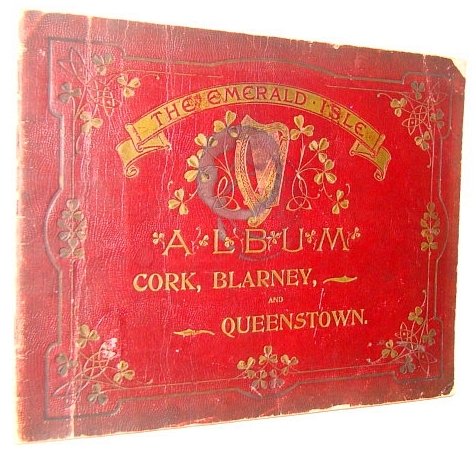 THE EMERALD · ISLE
ALBUM
CORK, BLARNEY,
AND
QUEENSTOWN.